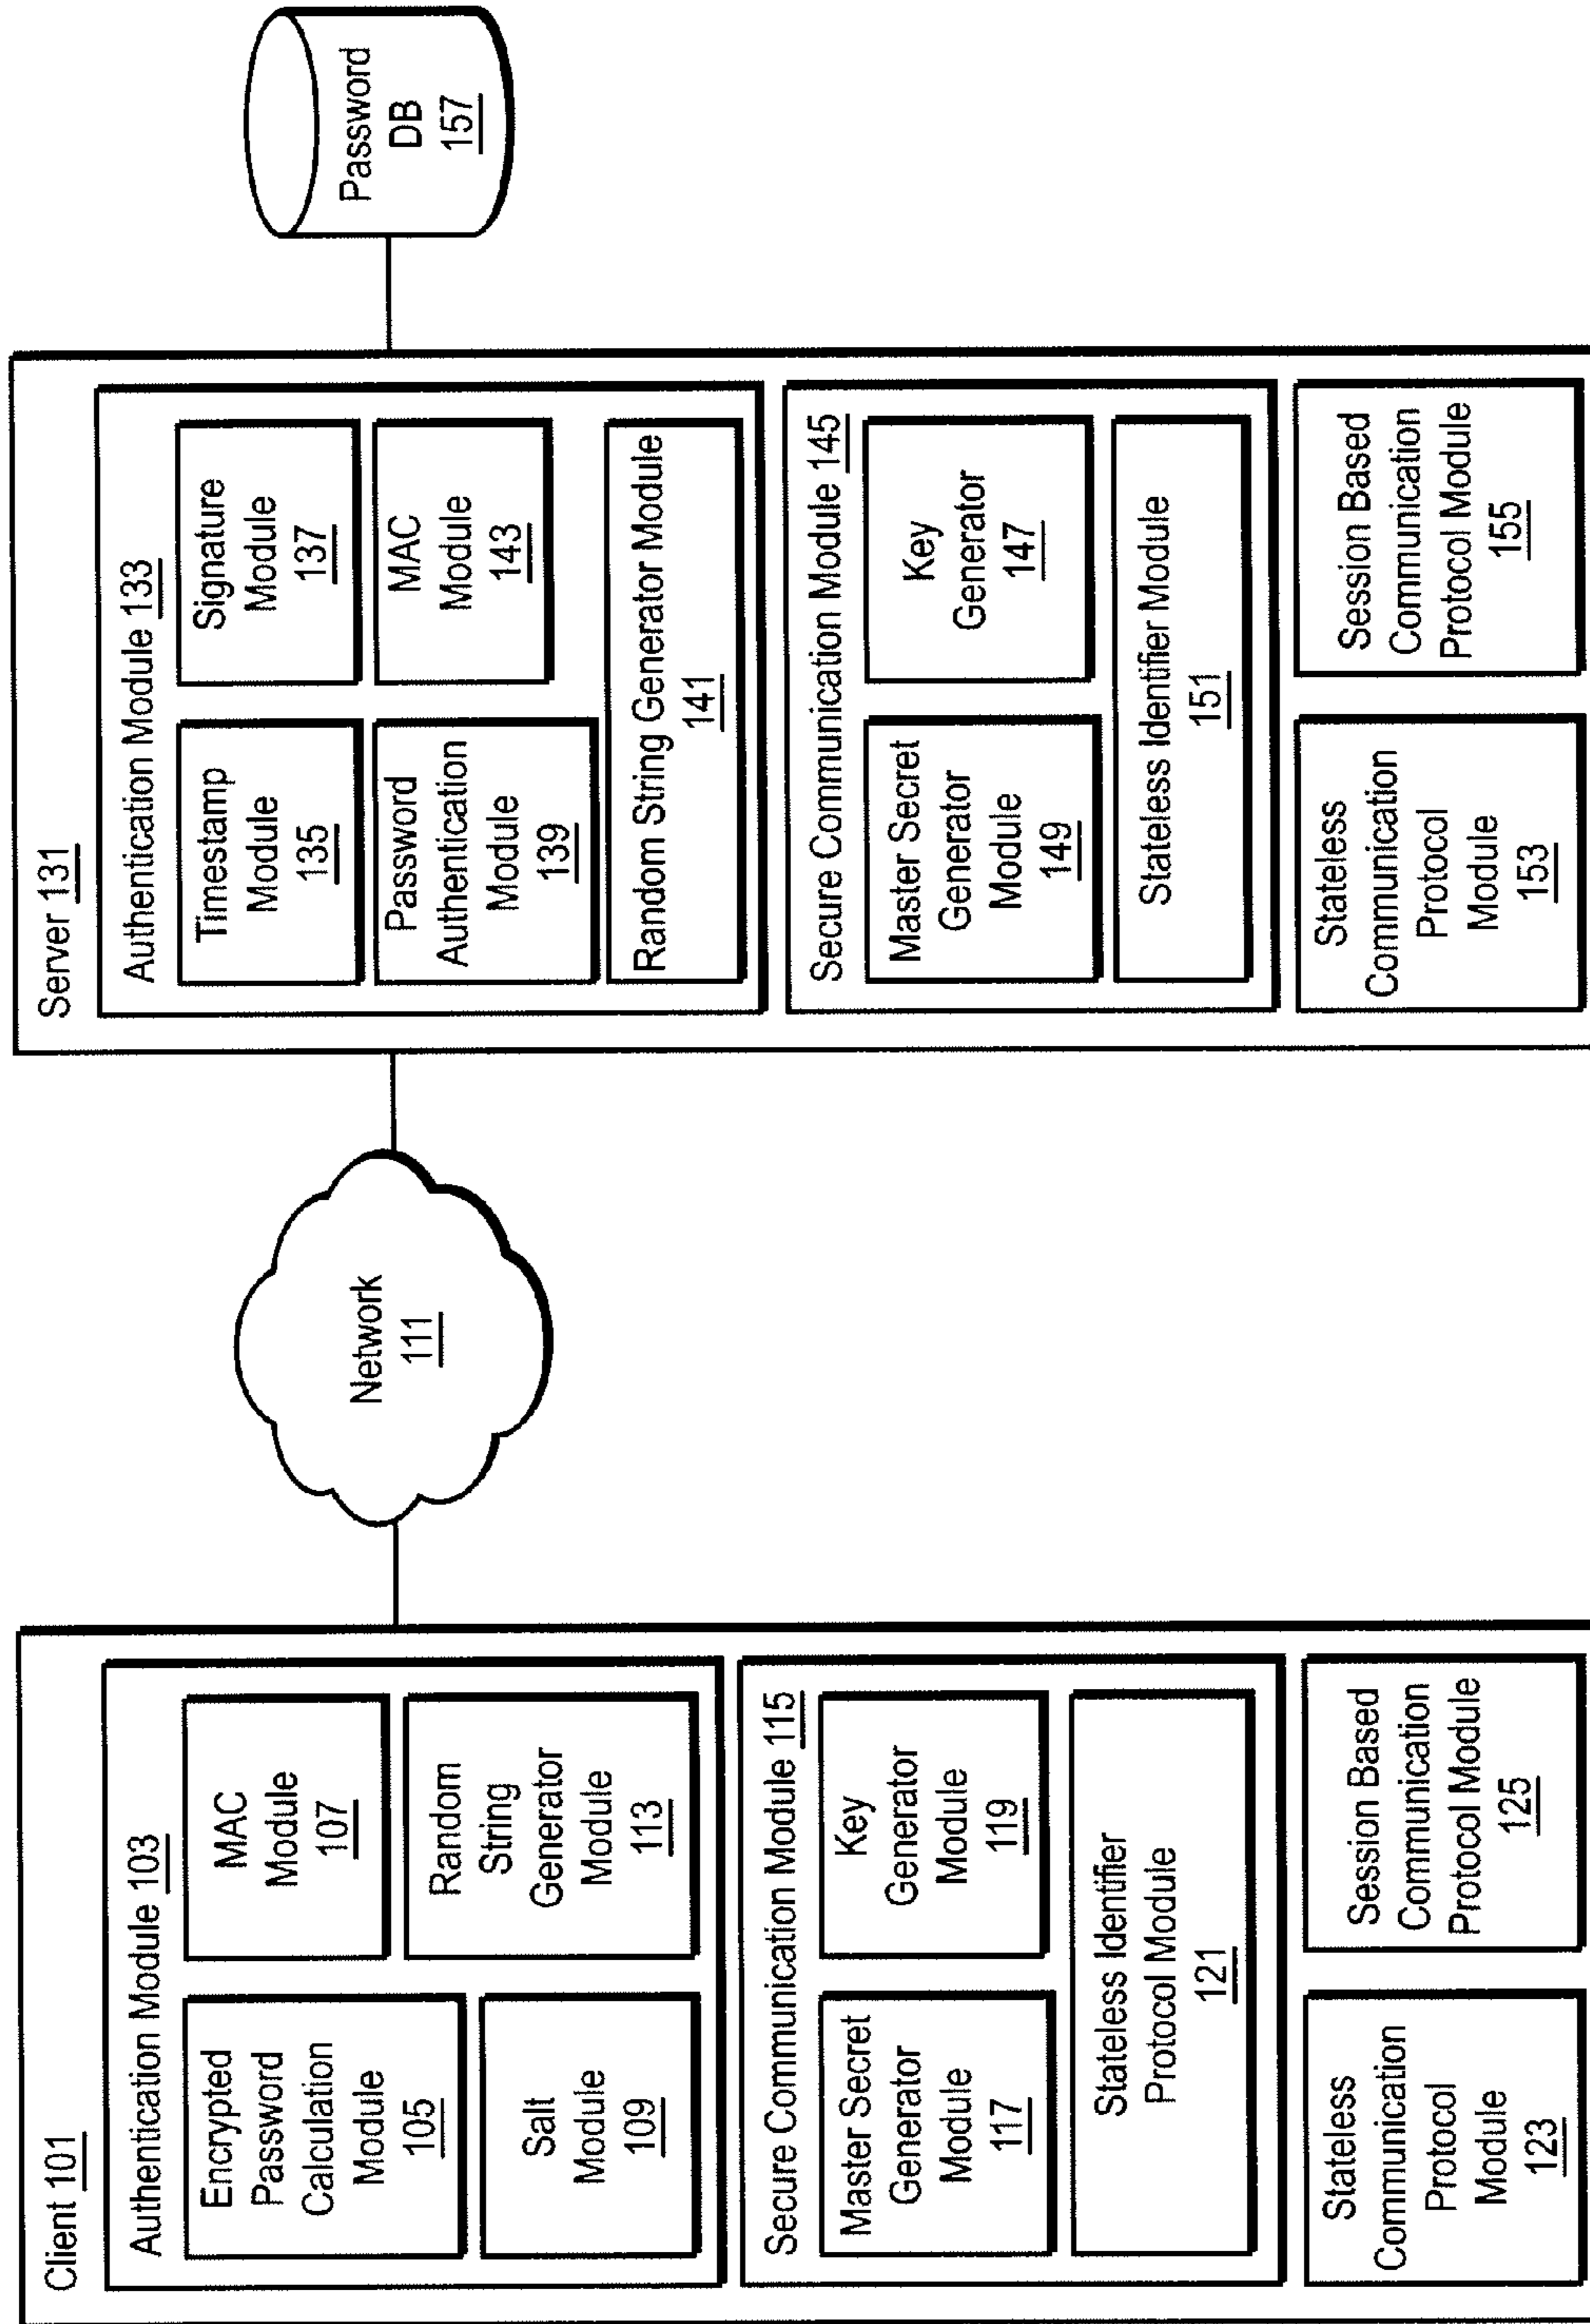 Client 101
Authentication Module 103
Encrypted
Password
Calculation
Module
105
MAC
Module
107
Salt
Module
109
Random
String
Generator
Module
113
Secure Communication Module 115
Master Secret
Generator
Module
117
Key
Generator
Module
119
Stateless Identifier
Protocol Module
121
Stateless
Communication
Protocol
Module
123
Session Based
Communication
Protocol Module
125
Network
111
Server 131
Authentication Module 133
Timestamp
Module
135
Signature
Module
137
Password
Authentication
Module
139
MAC
Module
143
Random String Generator Module
141
Secure Communication Module 145
Master Secret
Generator
Module
149
Key
Generator
147
Stateless Identifier Module
151
Stateless
Communication
Protocol
Module
153
Session Based
Communication
Protocol Module
155
Password
DB
157